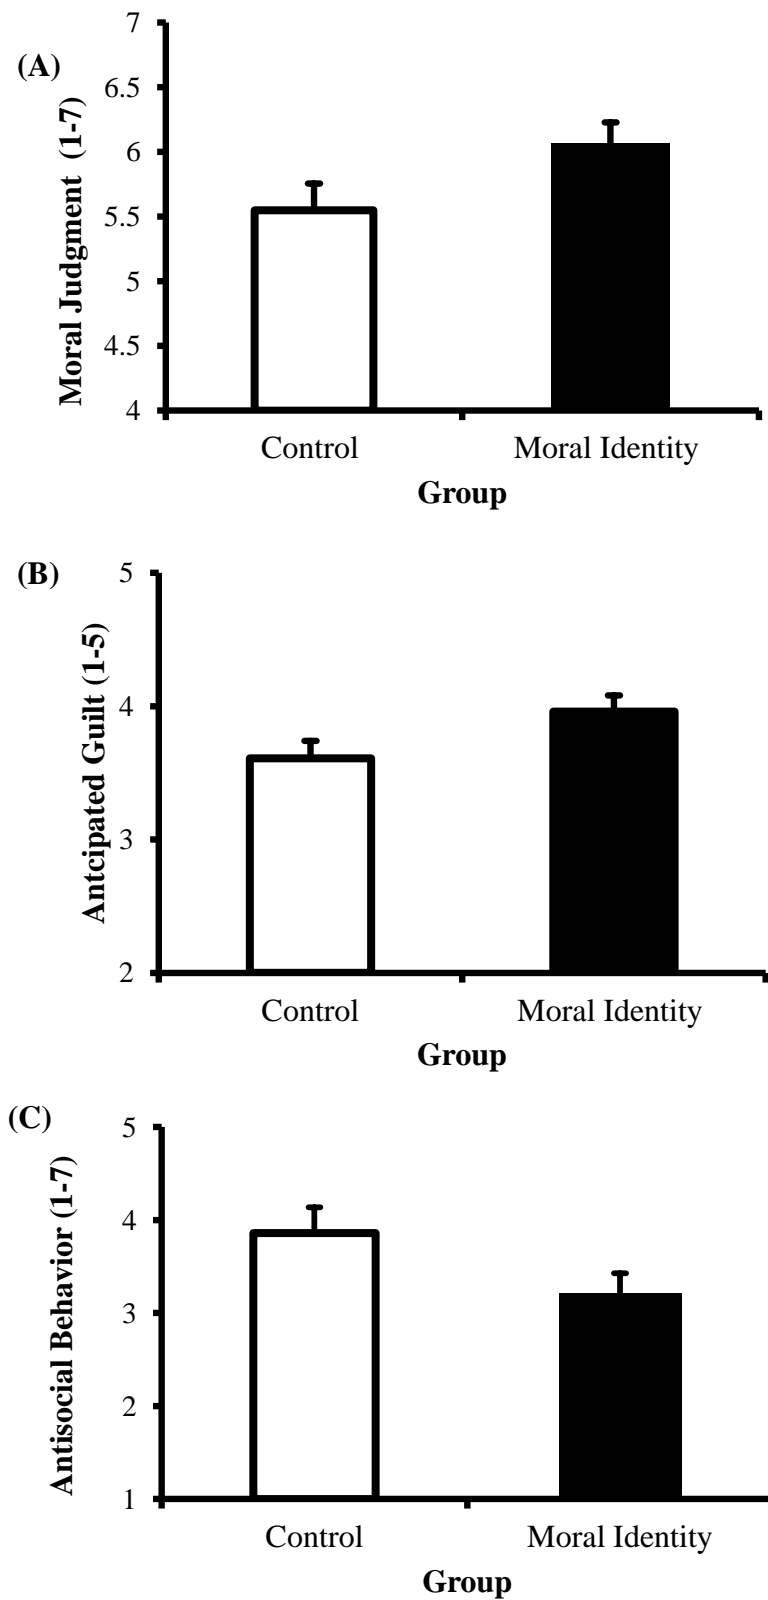 (A)
Moral Judgment (1-7)
7
6.5
6
5.5
5
4.5
4
Control Moral Identity
Group
(B)
Antcipated Guilt (1-5)
5
4
3
2
Control Moral Identity
Group
(C)
Antisocial Behavior (1-7)
5
4
3
2
1
Control Moral Identity
Group